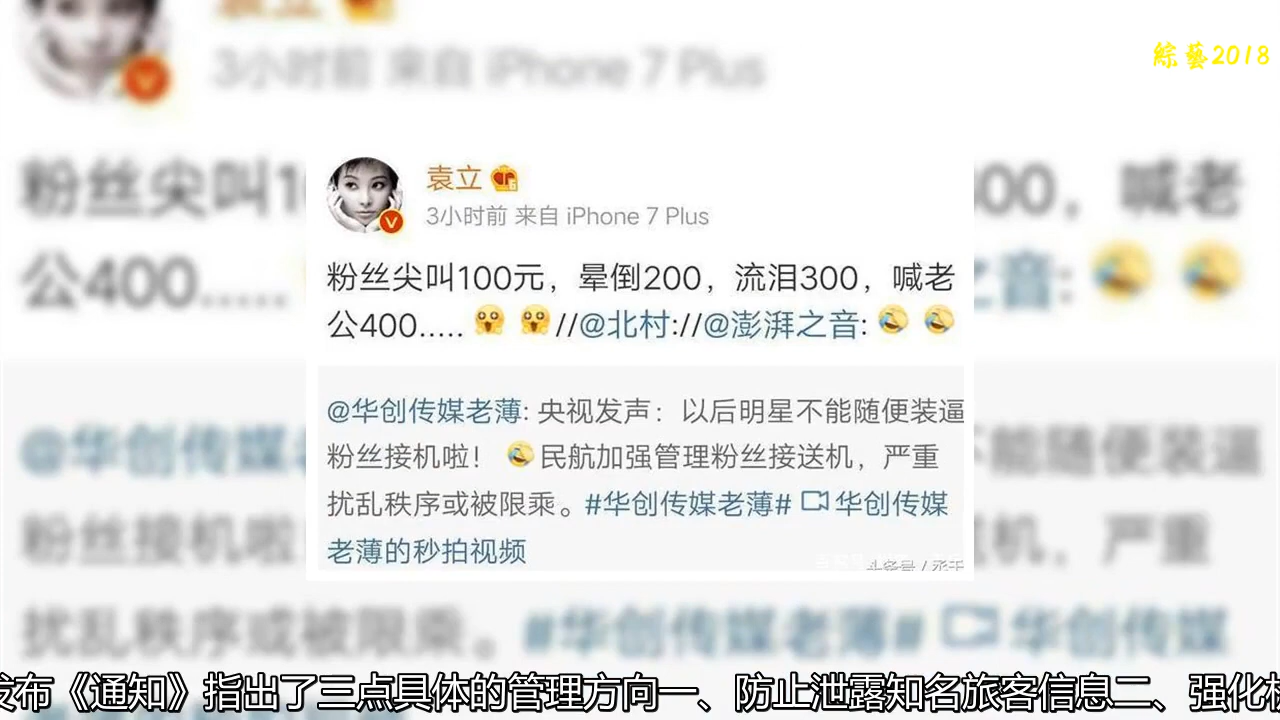 綜藝2018
袁立
3小时前 来自 iPhone 7 Plus
粉丝尖叫100元，晕倒200，流泪300，喊老
公400..... //@北村://@澎湃之音:
@华创传媒老薄: 央视发声：以后明星不能随便装逼
粉丝接机啦！ 民航加强管理粉丝接送机，严重
扰乱秩序或被限乘。#华创传媒老薄# 华创传媒
老薄的秒拍视频
发布《通知》指出了三点具体的管理方向一、防止泄露知名旅客信息二、强化